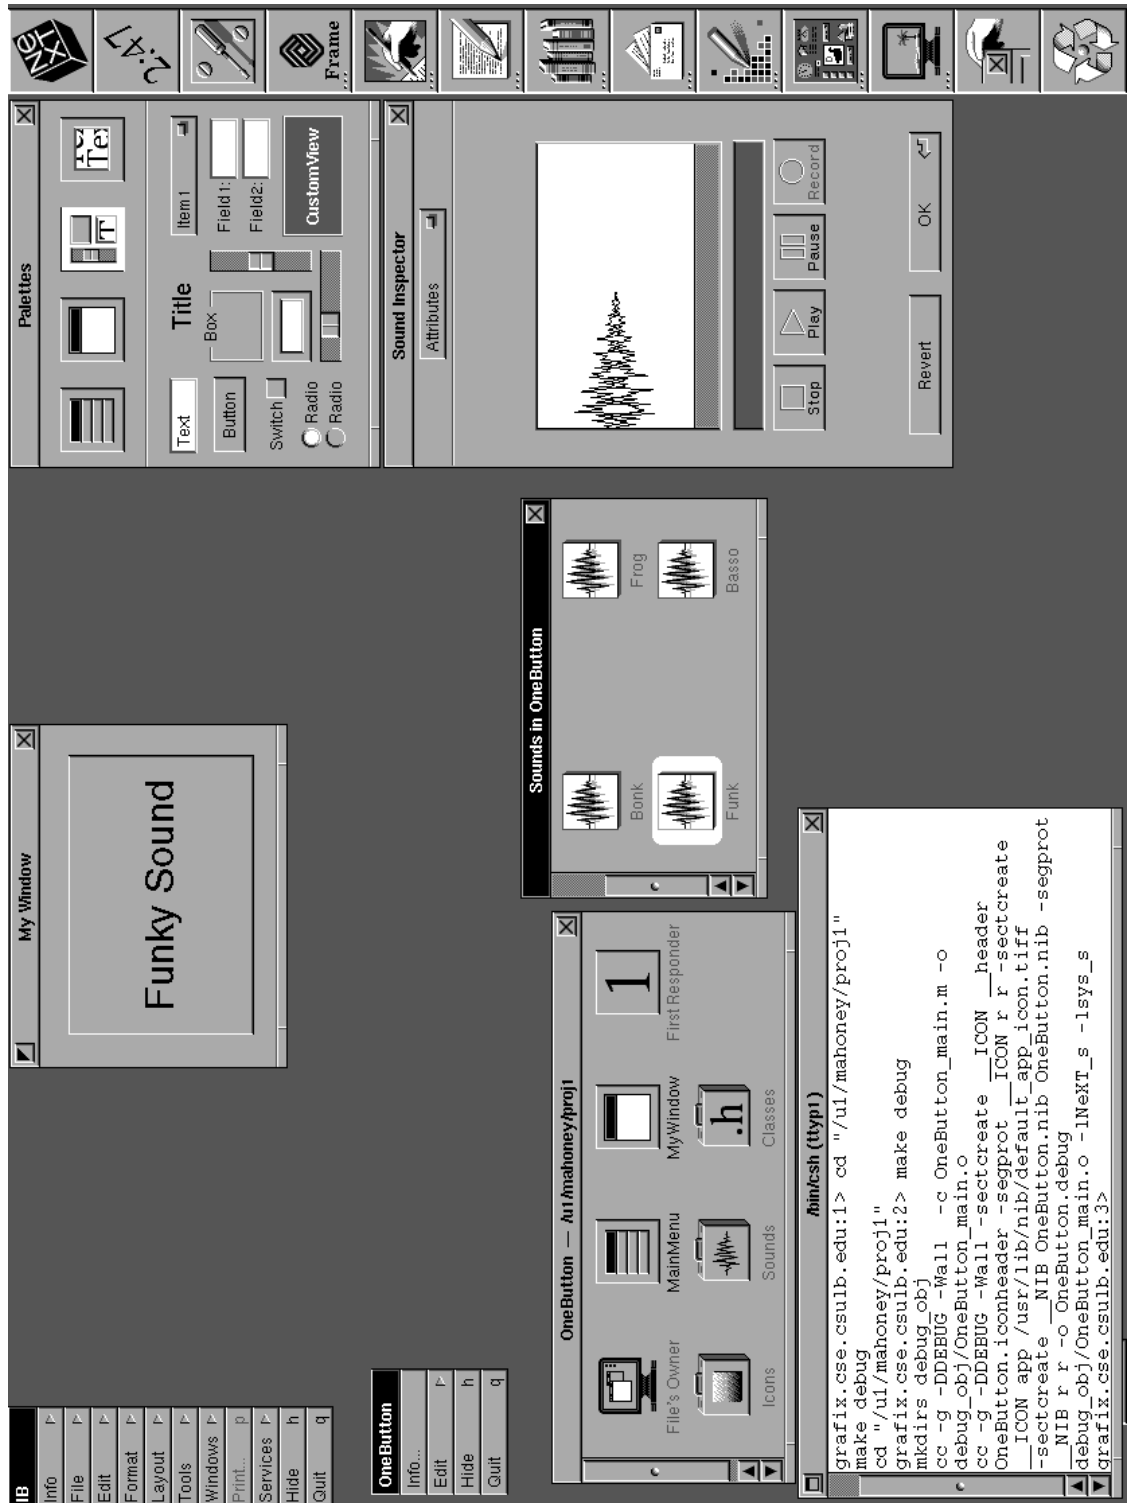 IB
Info
File
Edit
Format
Layout
Tools
Windows
Print... p
Services
Hide h
Quit q
OneButton
Info...
Edit
Hide h
Quit q
My Window
Funky Sound
Palettes
Text
Title
Item1
Button
Box
Field1:
Field2:
Switch
Radio
Radio
CustomView
Sound Inspector
Attributes
Stop
Play
Pause
Record
Revert
OK
Sounds in OneButton
Bonk
Frog
Funk
Basso
OneButton — /u1/mahoney/proj1
File's Owner
MainMenu
MyWindow
1
First Responder
Icons
Sounds
.h
Classes
/bin/csh (ttyp1)
grafix.cse.csulb.edu:1> cd "/u1/mahoney/proj1"
make debug
cd "/u1/mahoney/proj1"
grafix.cse.csulb.edu:2> make debug
mkdirs debug_obj
cc -g -DDEBUG -Wall -c OneButton_main.m -o
debug_obj/OneButton_main.o
cc -g -DDEBUG -Wall -sectcreate __ICON __header
OneButton.iconheader -segprot __ICON r r -sectcreate
__ICON app /usr/lib/nib/default_app_icon.tiff
-sectcreate __NIB OneButton.nib OneButton.nib -segprot
__NIB r r -o OneButton.debug
debug_obj/OneButton_main.o -lNeXT_s -lsys_s
grafix.cse.csulb.edu:3>
NeXT
2:47
Frame